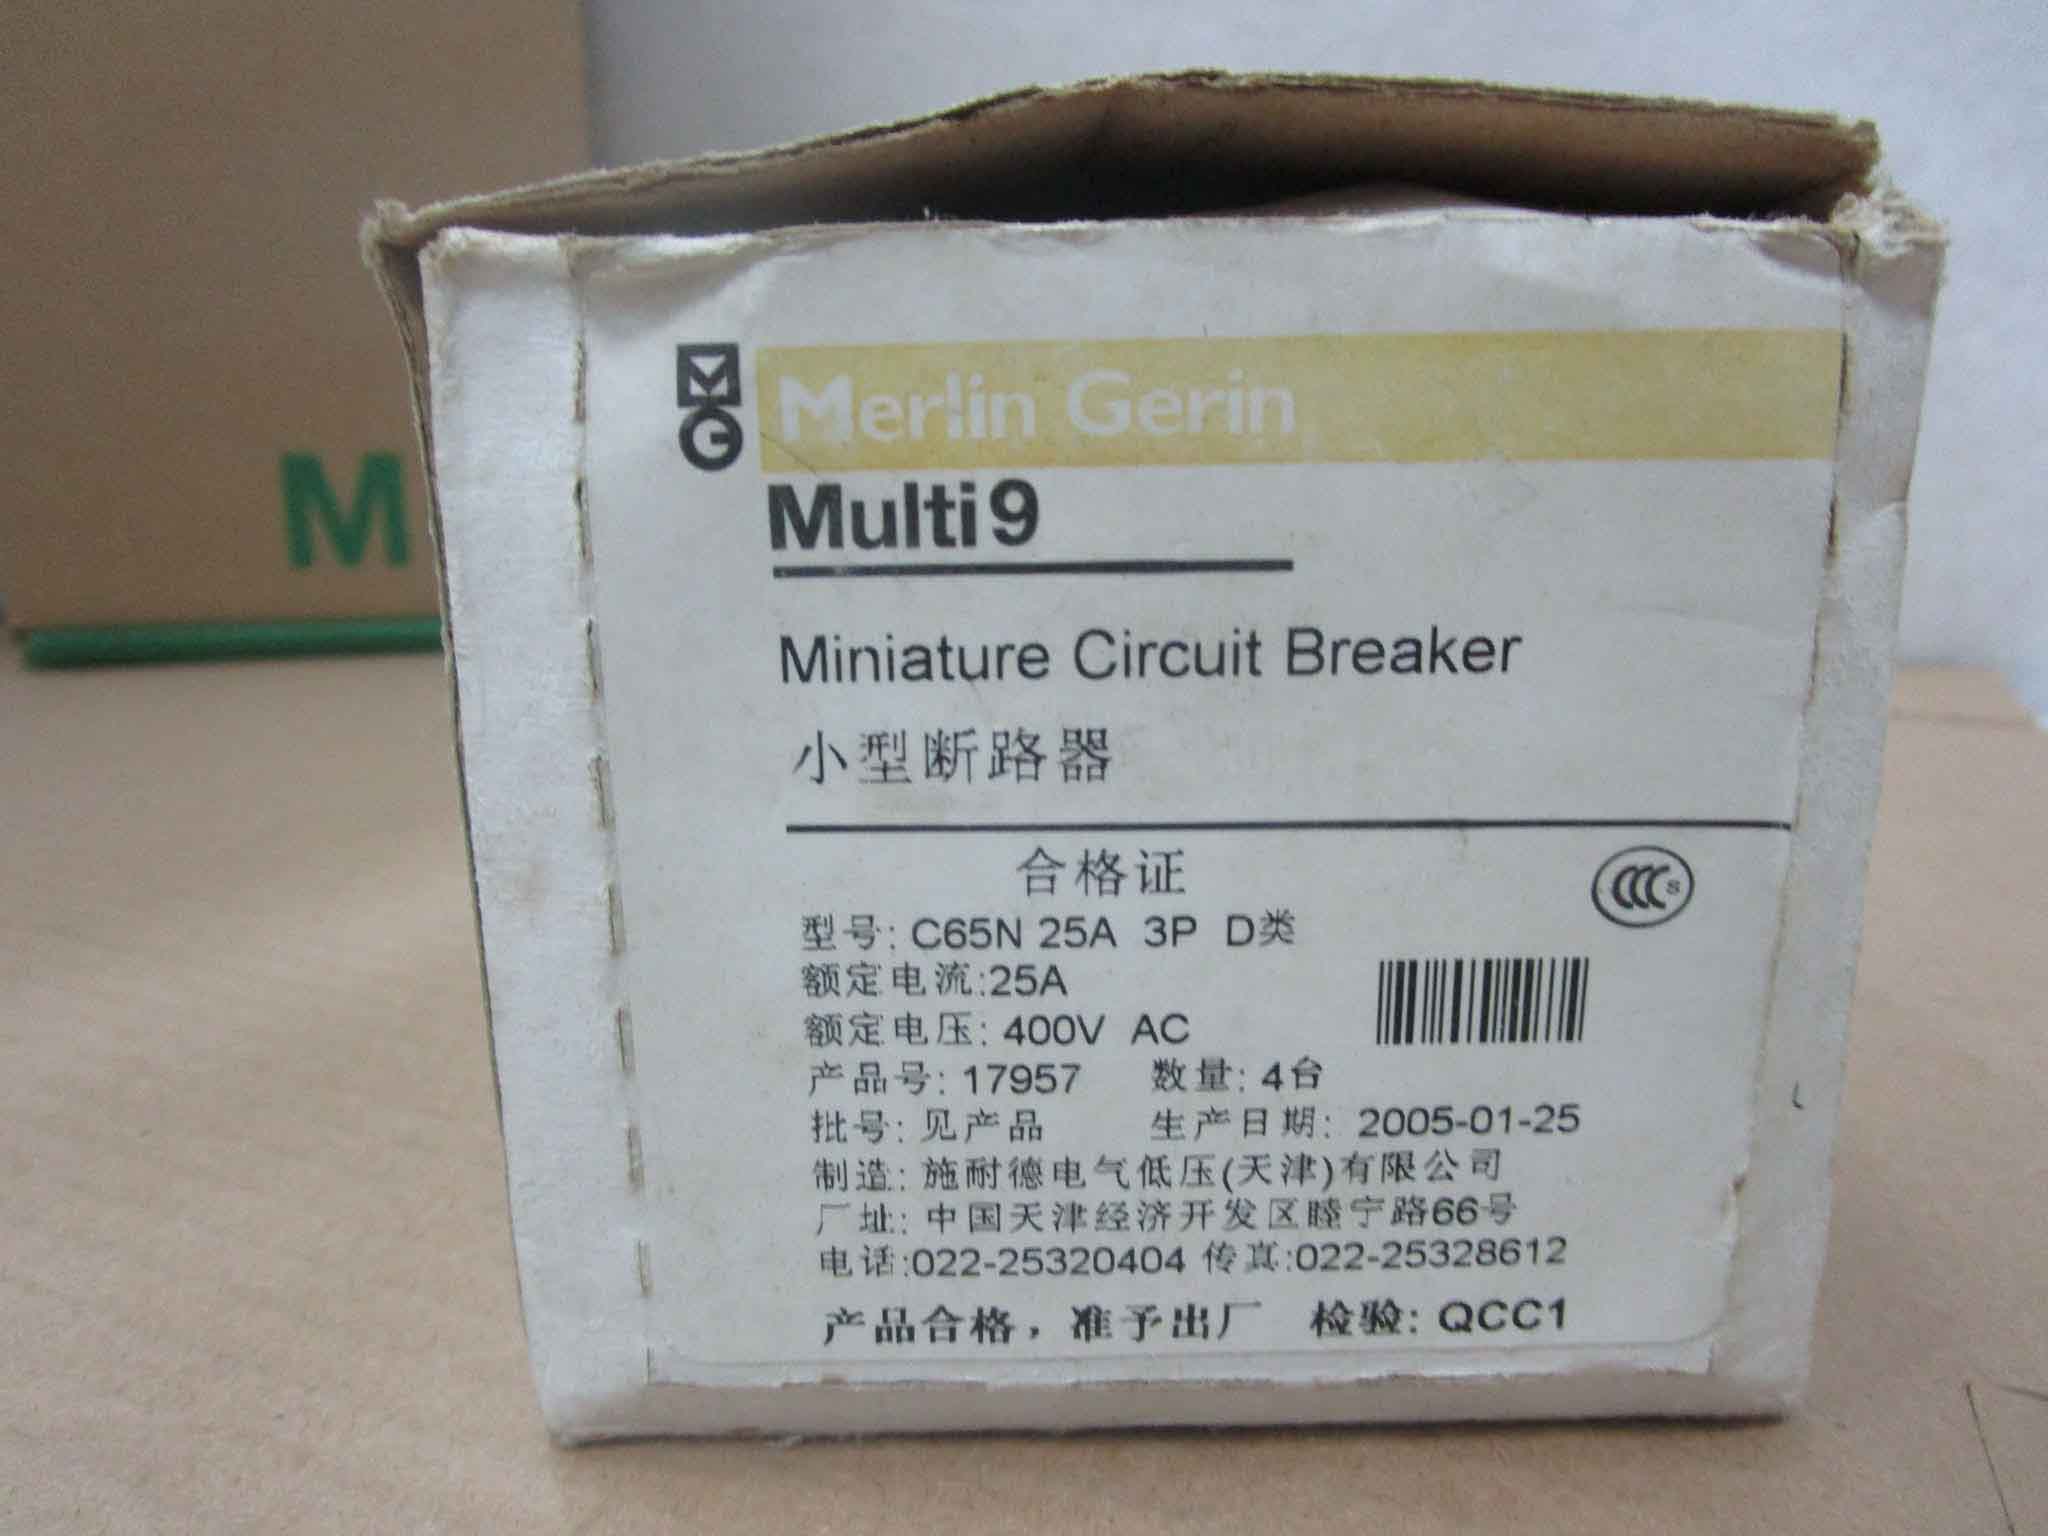 M
MG
Merlin Gerin
Multi9
Miniature Circuit Breaker
小型断路器
合格证
CCC S
型号: C65N 25A 3P D类
额定电流:25A
额定电压: 400V AC
产品号: 17957 数量: 4台
批号: 见产品 生产日期: 2005-01-25
制造: 施耐德电气低压(天津)有限公司
厂址: 中国天津经济开发区睦宁路66号
电话:022-25320404 传真:022-25328612
产品合格，准予出厂 检验: QCC1